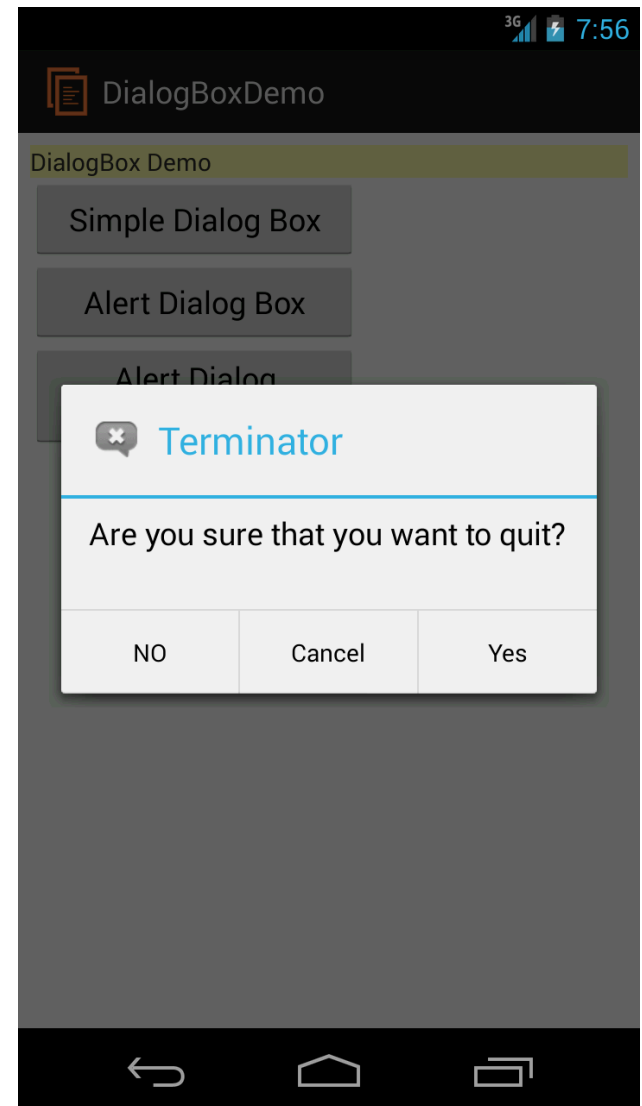 3G 7:56
DialogBoxDemo
DialogBox Demo
Simple Dialog Box
Alert Dialog Box
Alert Dialog
Terminator
Are you sure that you want to quit?
NO Cancel Yes